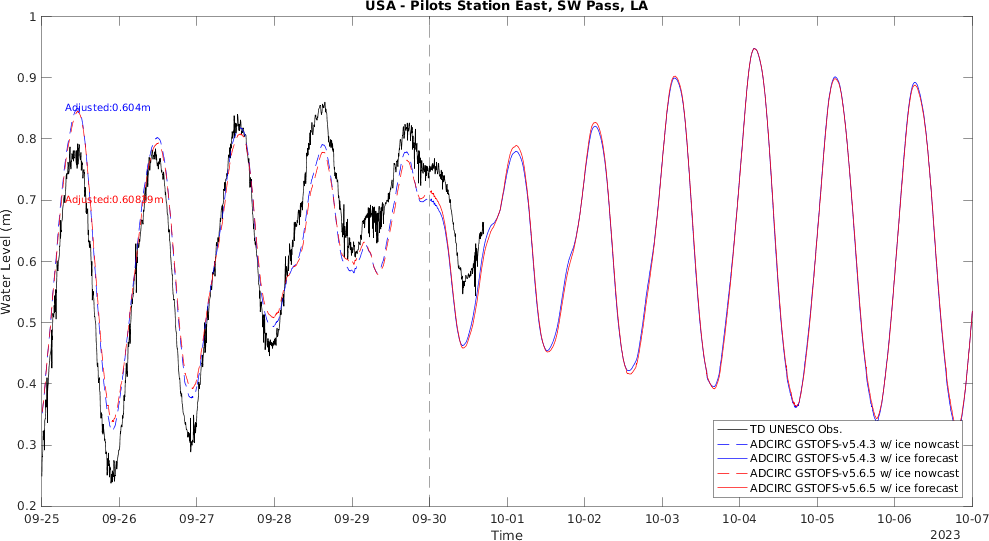 USA - Pilots Station East, SW Pass, LA
1
0.9
0.8
0.7
0.6
0.5
0.4
0.3
0.2
Water Level (m)
Adjusted:0.604m
Adjusted:0.60829m
TD UNESCO Obs.
ADCIRC GSTOFS-v5.4.3 w/ ice nowcast
ADCIRC GSTOFS-v5.4.3 w/ ice forecast
ADCIRC GSTOFS-v5.6.5 w/ ice nowcast
ADCIRC GSTOFS-v5.6.5 w/ ice forecast
09-25 09-26 09-27 09-28 09-29 09-30 10-01 10-02 10-03 10-04 10-05 10-06 10-07
Time
2023